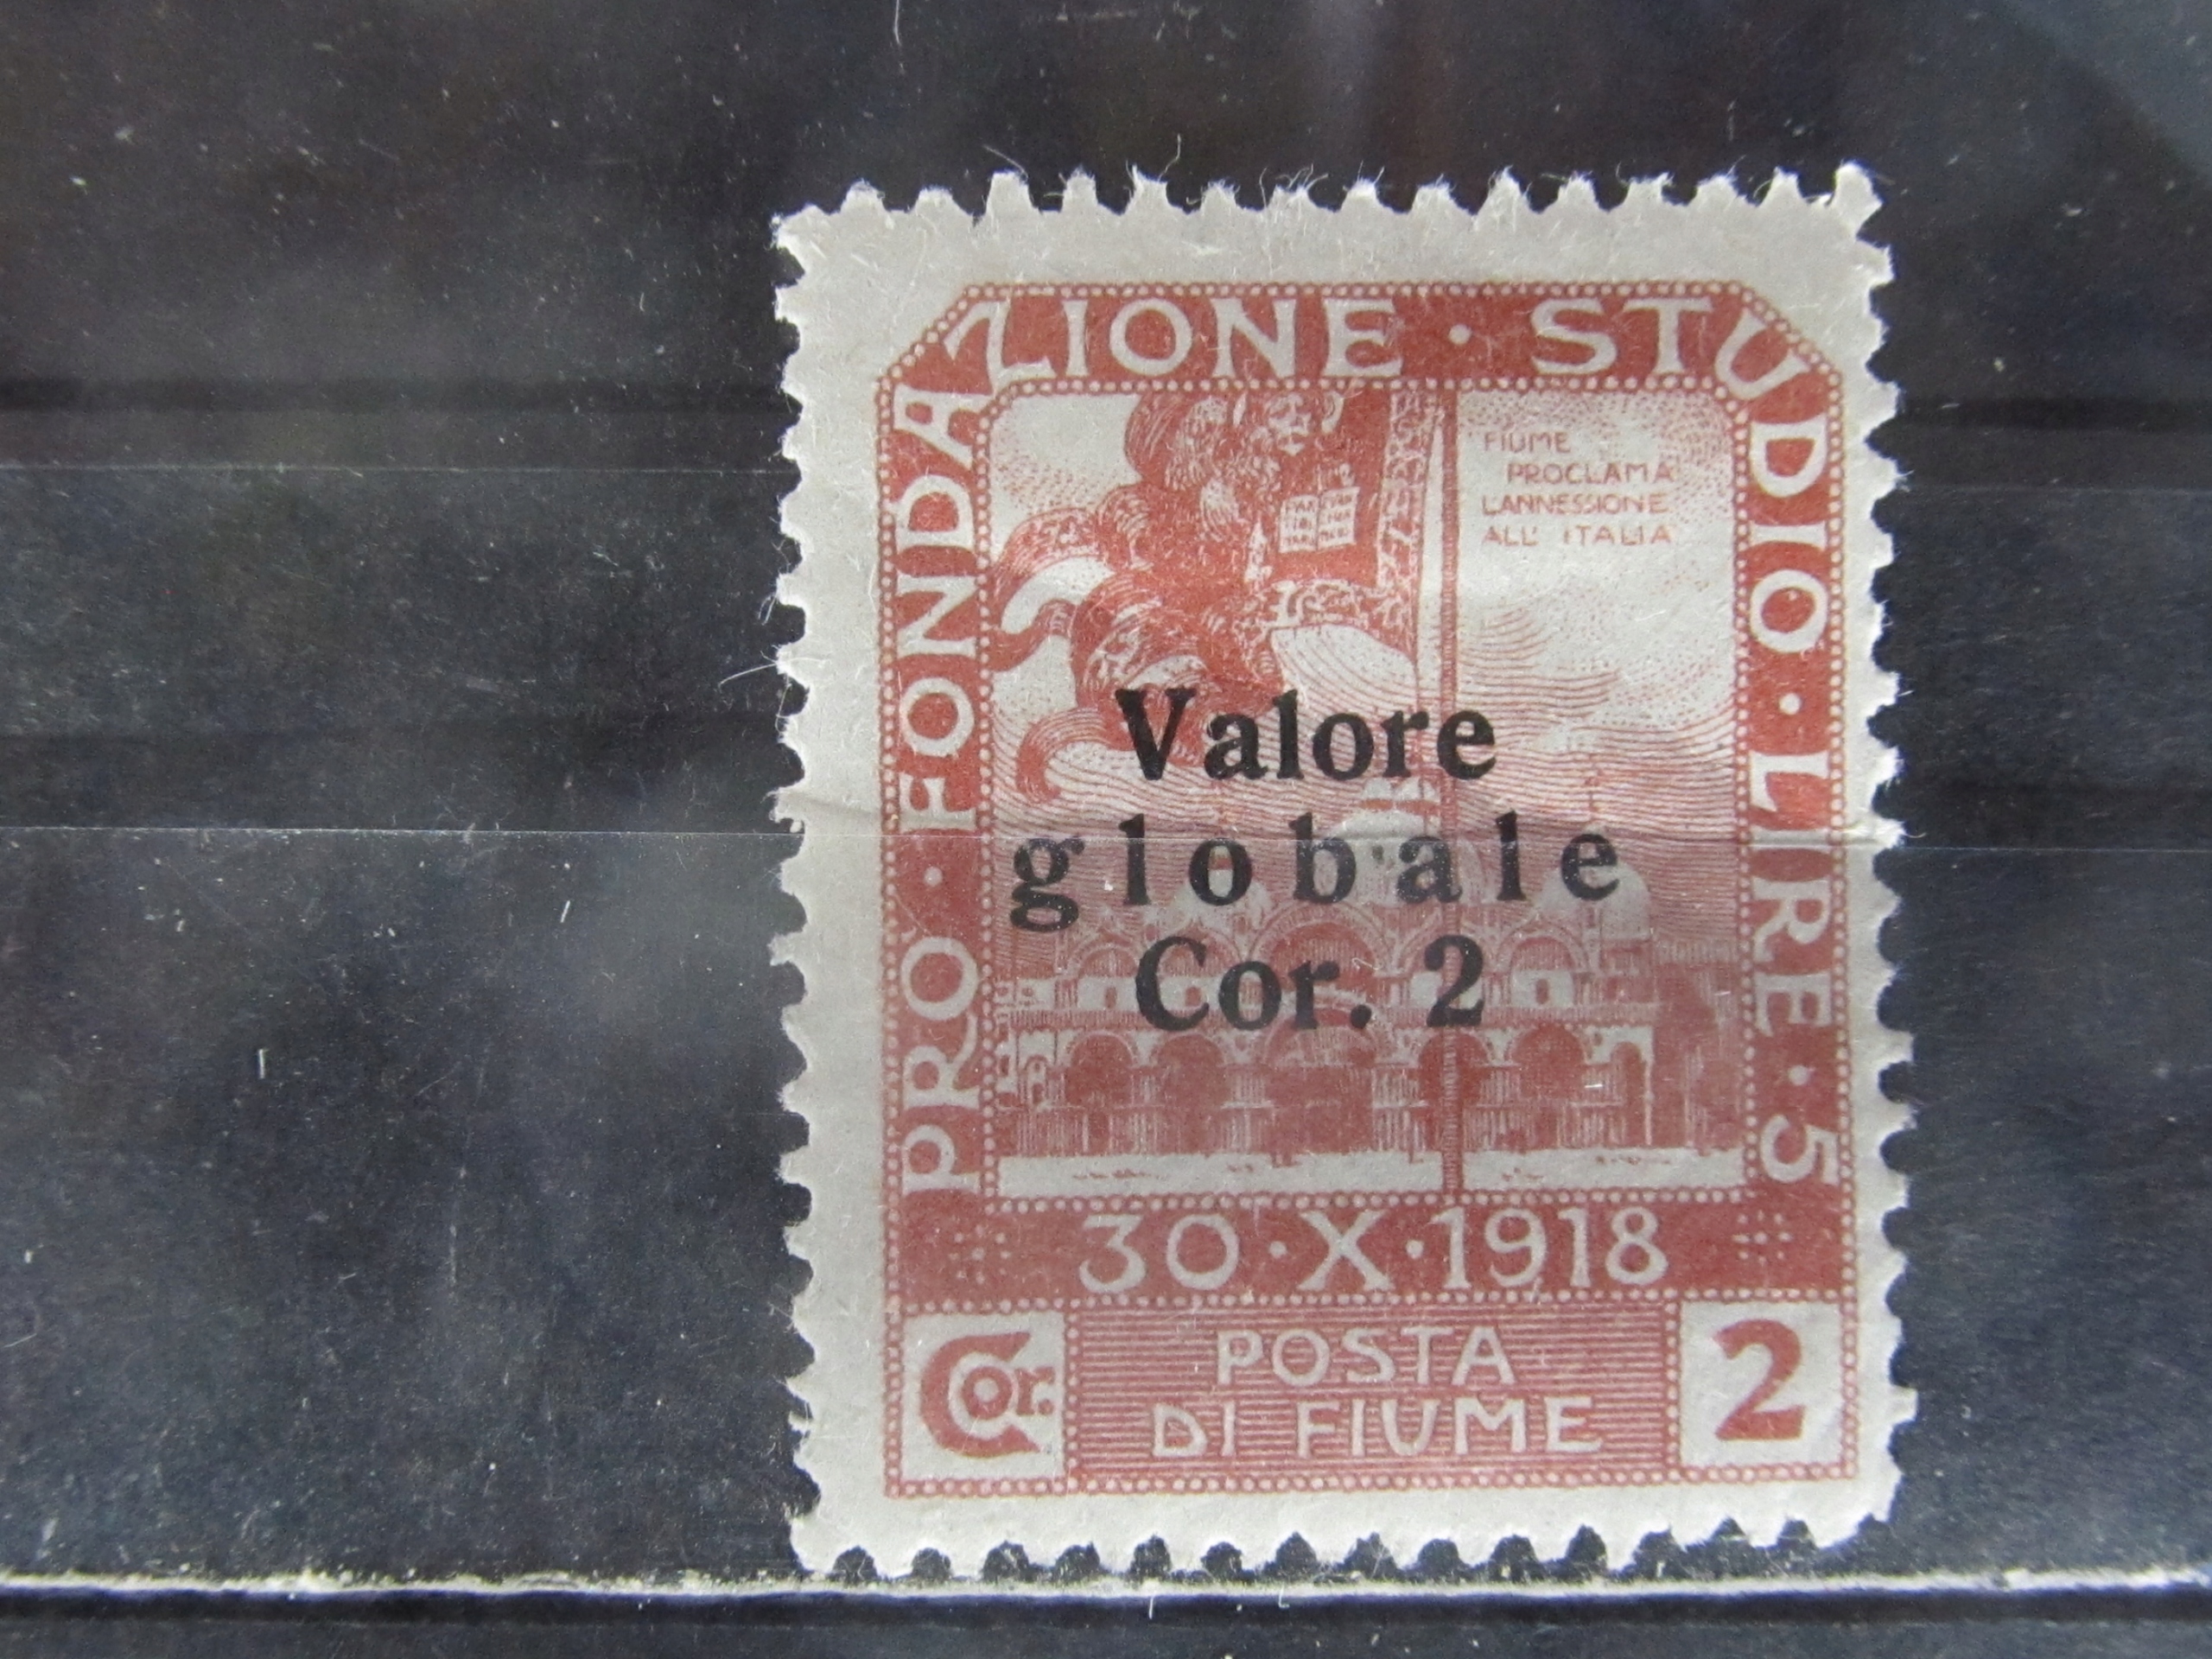 PRO · FONDAZIONE · STUDIO · LIRE · 5
FIUME
PROCLAMA
L'ANNESSIONE
ALL' ITALIA
Valore
globale
Cor. 2
30 · X · 1918
Cor. 2
POSTA
DI FIUME